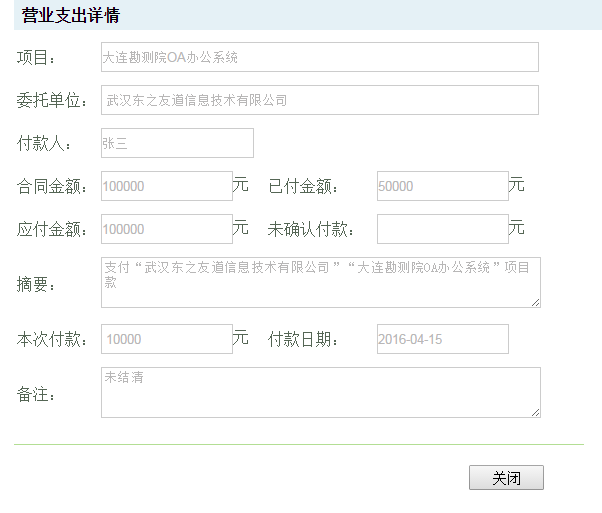 营业支出详情
项目： 大连勘测院OA办公系统
委托单位： 武汉东之友道信息技术有限公司
付款人： 张三
合同金额： 100000 元 已付金额： 50000 元
应付金额： 100000 元 未确认付款： 元
支付“武汉东之友道信息技术有限公司”“大连勘测院OA办公系统”项目
摘要： 款
本次付款： 10000 元 付款日期： 2016-04-15
备注： 未结清
关闭